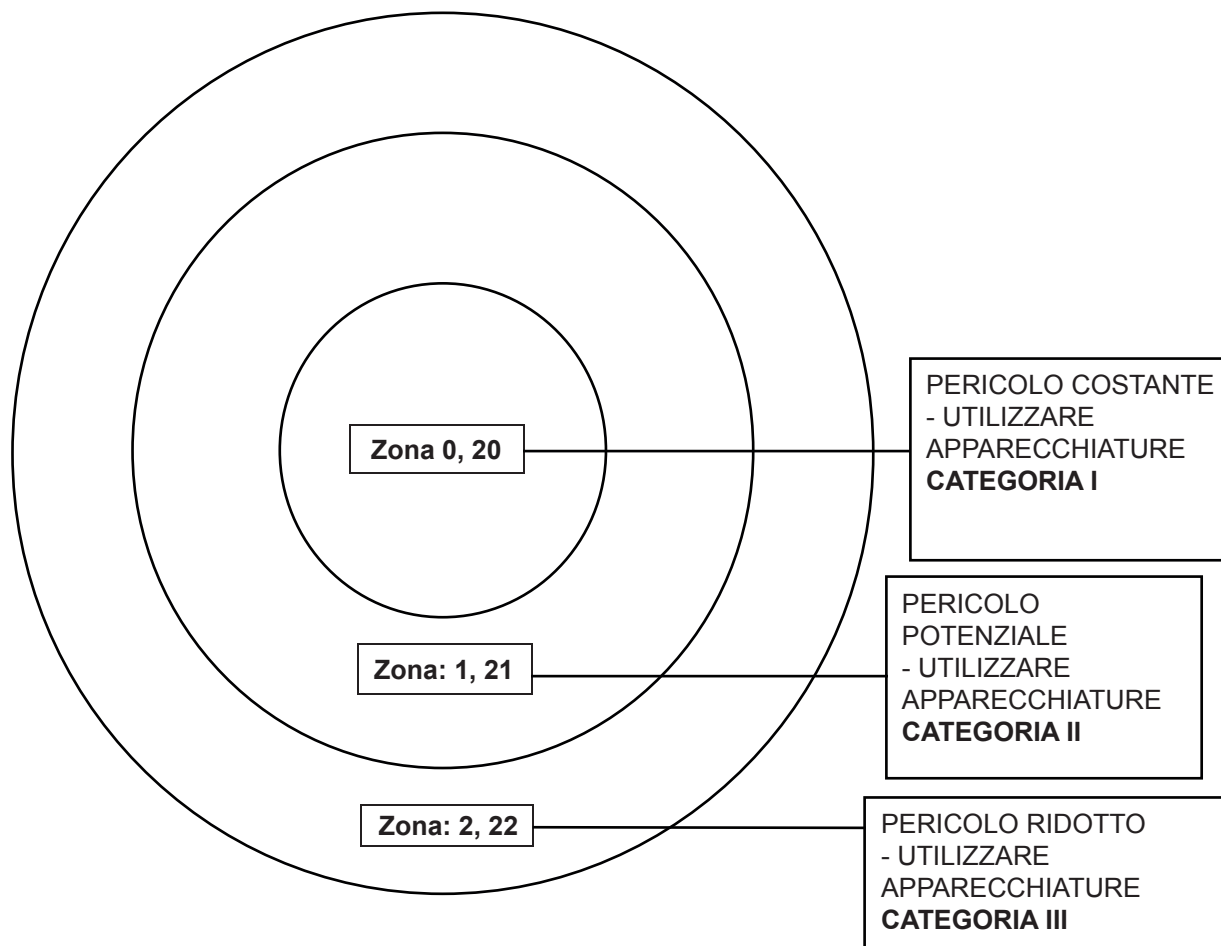 Zona 0, 20
PERICOLO COSTANTE
- UTILIZZARE
APPARECCHIATURE
CATEGORIA I
Zona: 1, 21
PERICOLO
POTENZIALE
- UTILIZZARE
APPARECCHIATURE
CATEGORIA II
Zona: 2, 22
PERICOLO RIDOTTO
- UTILIZZARE
APPARECCHIATURE
CATEGORIA III